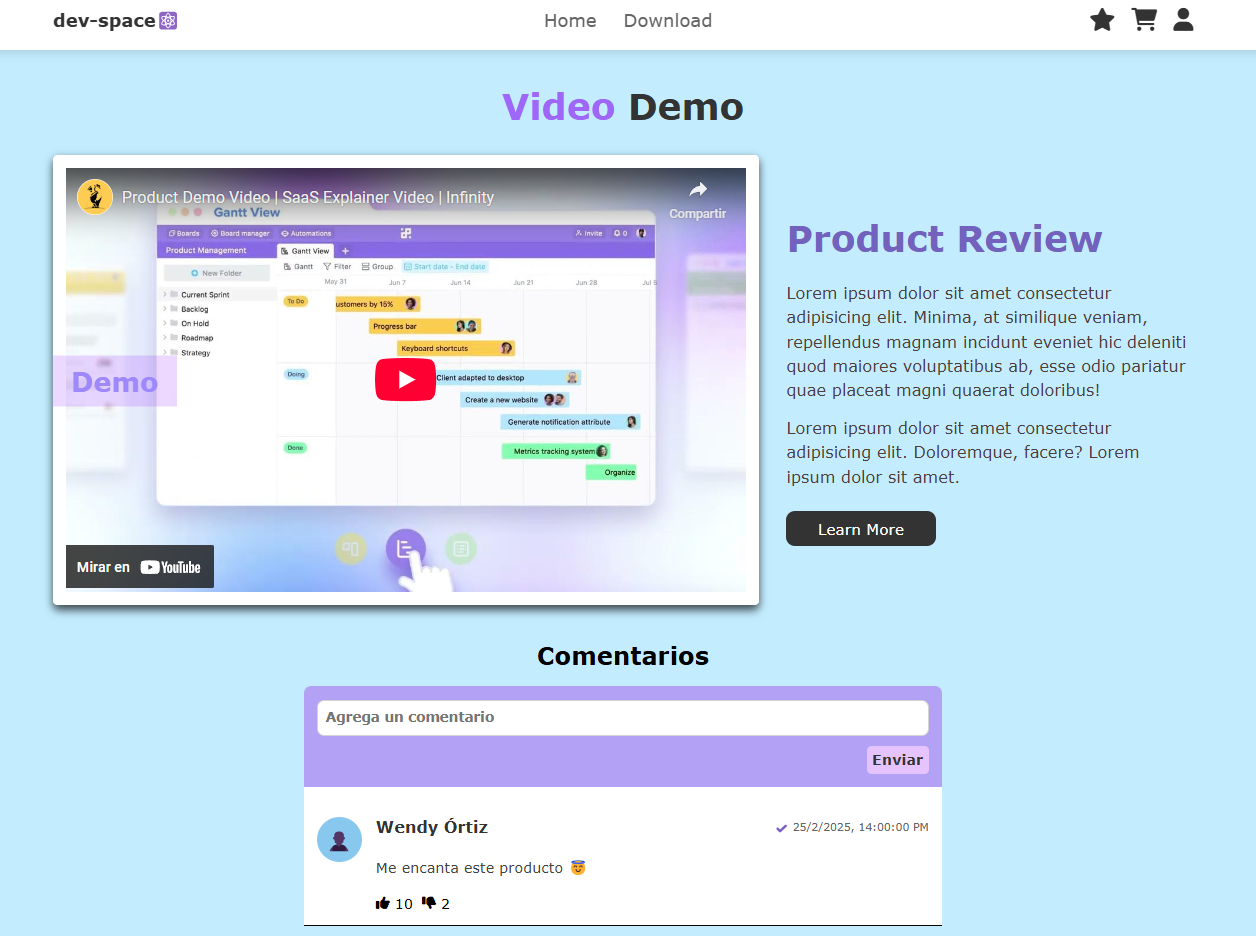 dev-space
Home Download
Video Demo
Product Demo Video | SaaS Explainer Video | Infinity
Compartir
Gantt View
Boards Board manager Automations Invite 0
Product Management Gantt View +
New Folder Gantt Filter Group Start date - End date
May 31 Jun 7 Jun 14 Jun 21 Jun 28 Jul 5
Current Sprint
Backlog
On Hold
Roadmap
Strategy
To Do
ustomers by 15%
Progress bar
Keyboard shortcuts
Doing
Client adapted to desktop
Create a new website
Generate notification attribute
Done
Metrics tracking system
Organize
Demo
Mirar en YouTube
Product Review
Lorem ipsum dolor sit amet consectetur
adipisicing elit. Minima, at similique veniam,
repellendus magnam incidunt eveniet hic deleniti
quod maiores voluptatibus ab, esse odio pariatur
quae placeat magni quaerat doloribus!
Lorem ipsum dolor sit amet consectetur
adipisicing elit. Doloremque, facere? Lorem
ipsum dolor sit amet.
Learn More
Comentarios
Agrega un comentario
Enviar
Wendy Órtiz
25/2/2025, 14:00:00 PM
Me encanta este producto 😇
10 2